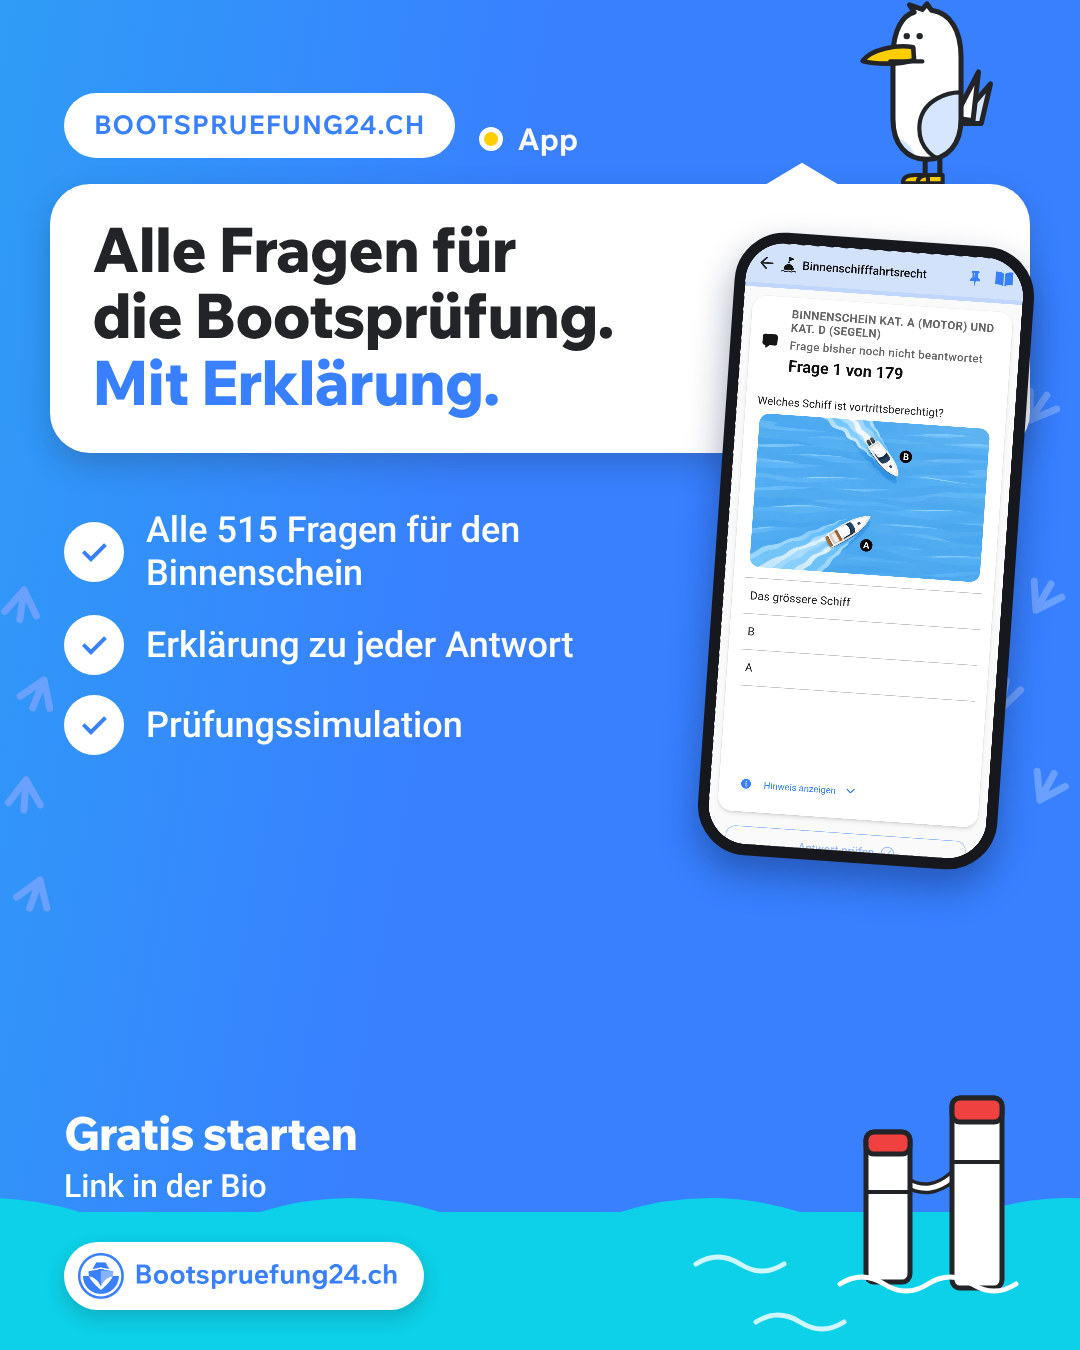 BOOTSPRUEFUNG24.CH
App
Alle Fragen für
die Bootsprüfung.
Mit Erklärung.
Binnenschifffahrtsrecht
BINNENSCHEIN KAT. A (MOTOR) UND
KAT. D (SEGELN)
Frage bisher noch nicht beantwortet
Frage 1 von 179
Welches Schiff ist vortrittsberechtigt?
B
A
Das grössere Schiff
B
A
Hinweis anzeigen
Antwort prüfen
Alle 515 Fragen für den
Binnenschein
Erklärung zu jeder Antwort
Prüfungssimulation
Gratis starten
Link in der Bio
Bootspruefung24.ch